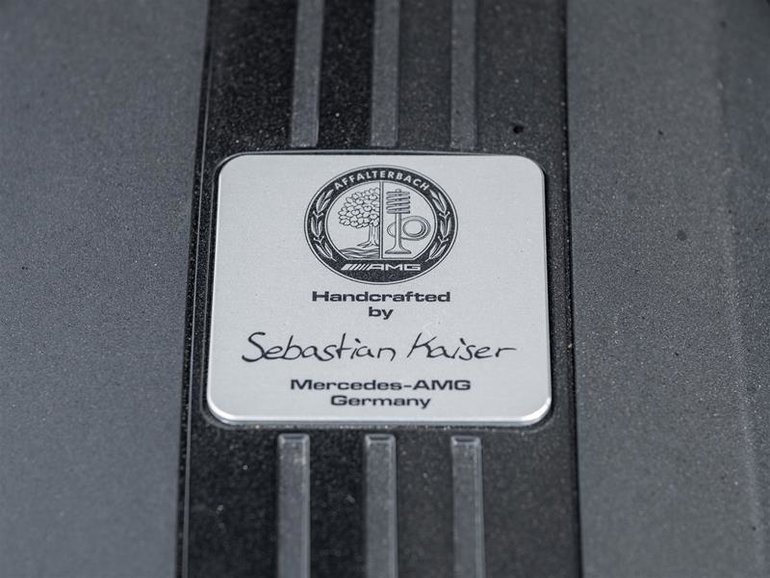 AFFALTERBACH
AMG
Handcrafted
by
Sebastian Kaiser
Mercedes-AMG
Germany